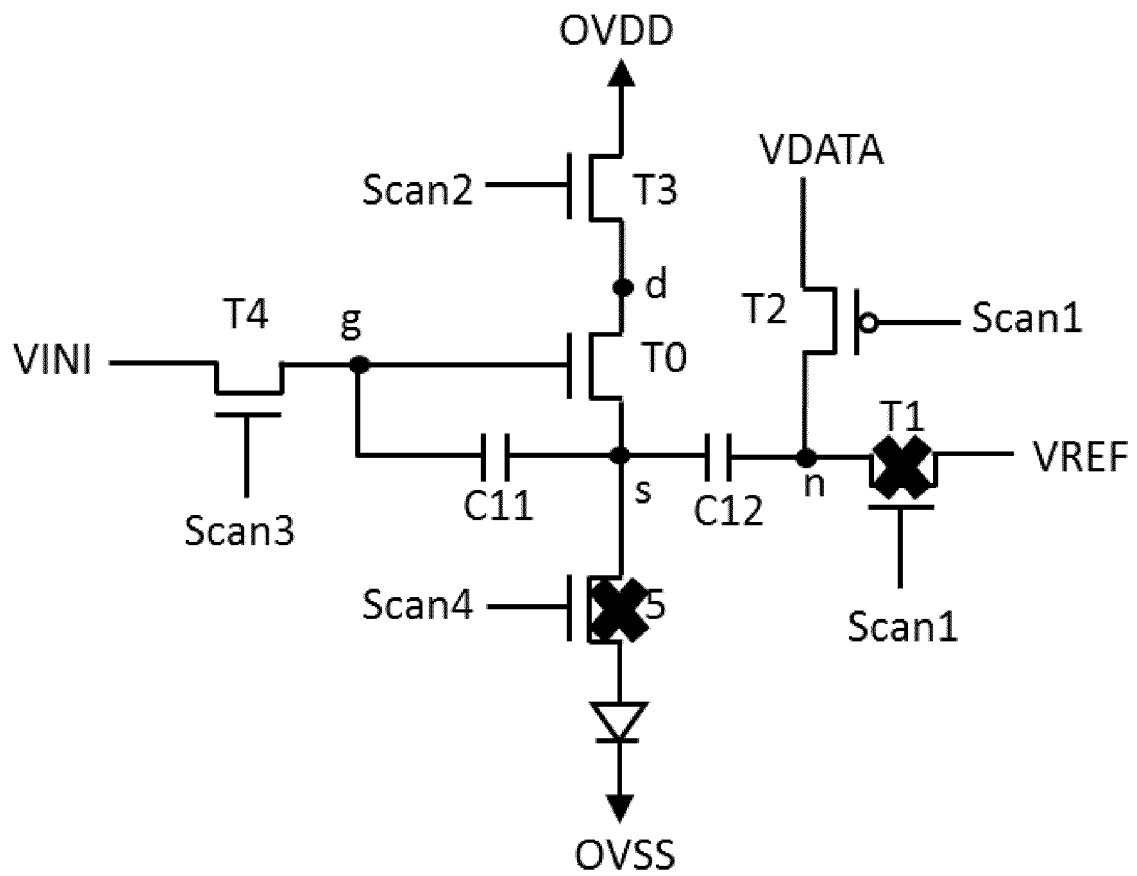 OVDD
VDATA
Scan2
T3
d
T4
g
T2
Scan1
VINI
T0
T1
VREF
s
n
C11
C12
Scan3
Scan4
5
Scan1
OVSS